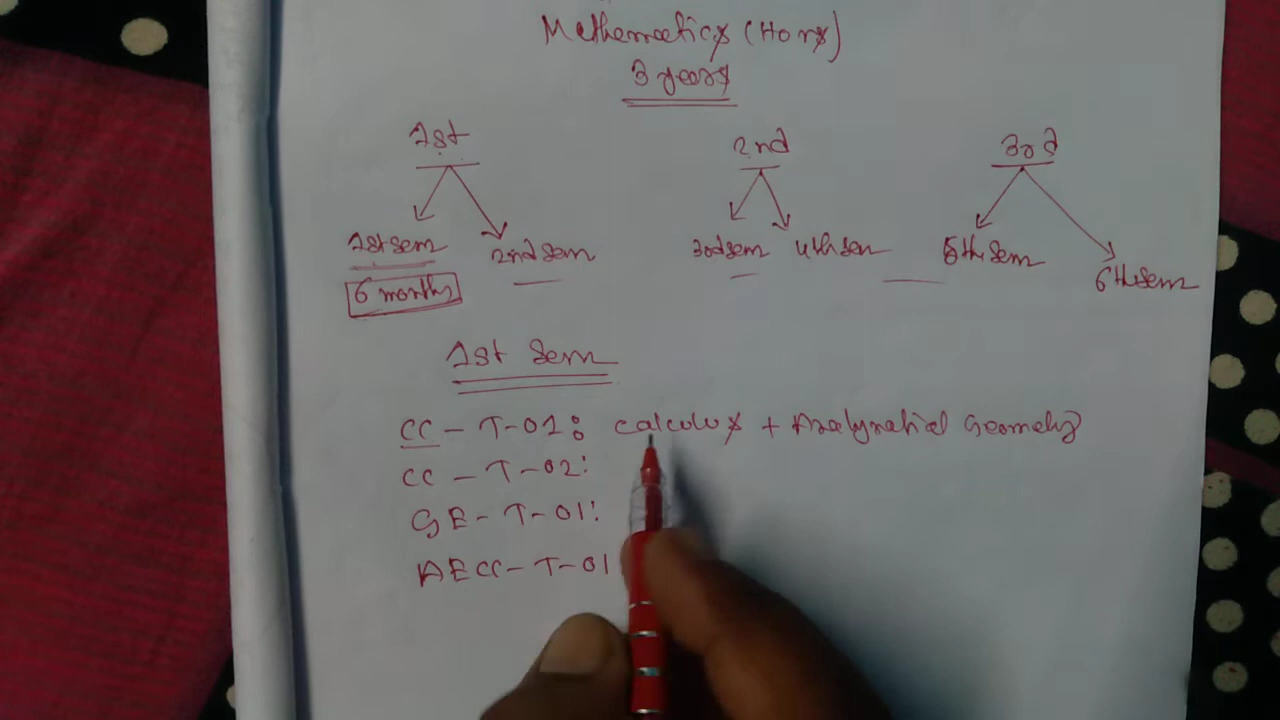 Mathematics (Hons)
3 years
1st 2nd 3rd
1st sem 2nd sem 3rd sem 4th sem 5th sem 6th sem
6 months
1st Sem
CC - T-01: calculus + Analynatical Geometry
CC - T-02:
GE - T-01:
AECC - T-01